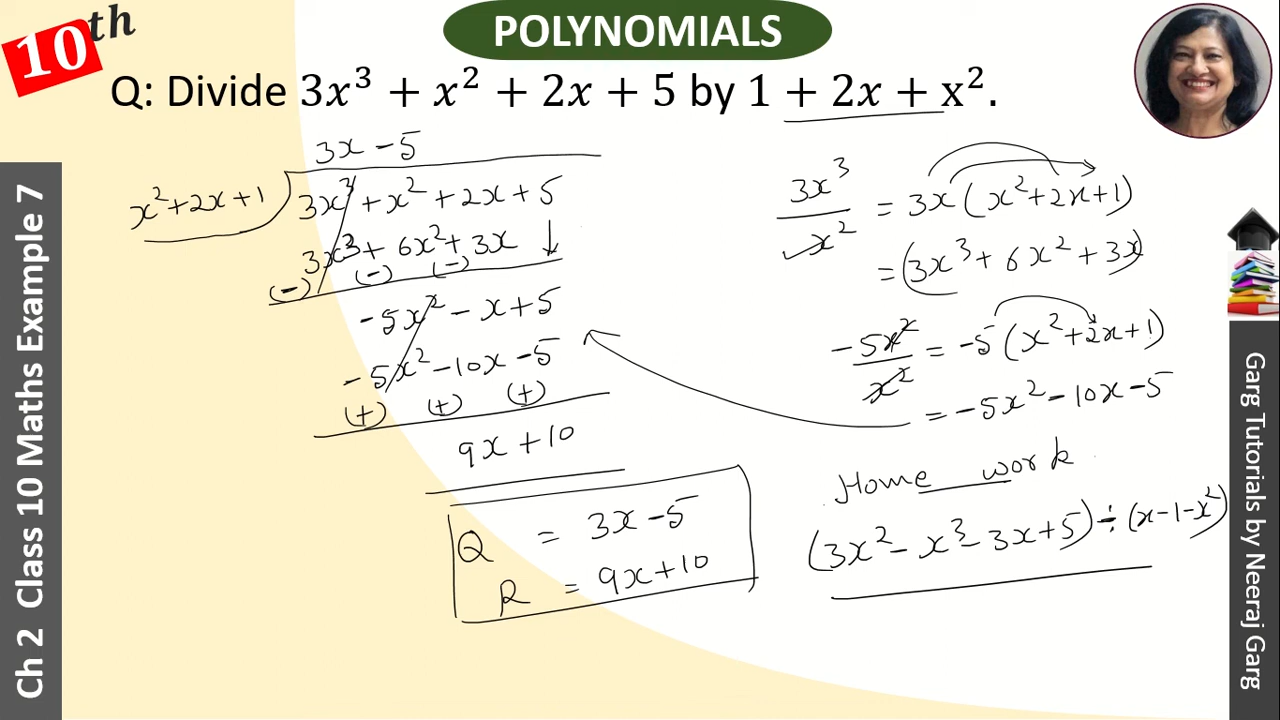 10th
POLYNOMIALS
Q: Divide 3x³ + x² + 2x + 5 by 1 + 2x + x².
3x - 5
x² + 2x + 1
3x³ + x² + 2x + 5
3x³ + 6x² + 3x ↓
(-) (-) (-)
-5x² - x + 5
-5x² - 10x - 5
(+) (+) (+)
9x + 10
Q = 3x - 5
R = 9x + 10
3x³/x² = 3x (x² + 2x + 1)
= (3x³ + 6x² + 3x)
-5x²/x² = -5 (x² + 2x + 1)
= -5x² - 10x - 5
Home work
(3x² - x³ - 3x + 5) ÷ (x - 1 - x²)
Ch 2 Class 10 Maths Example 7
Garg Tutorials by Neeraj Garg